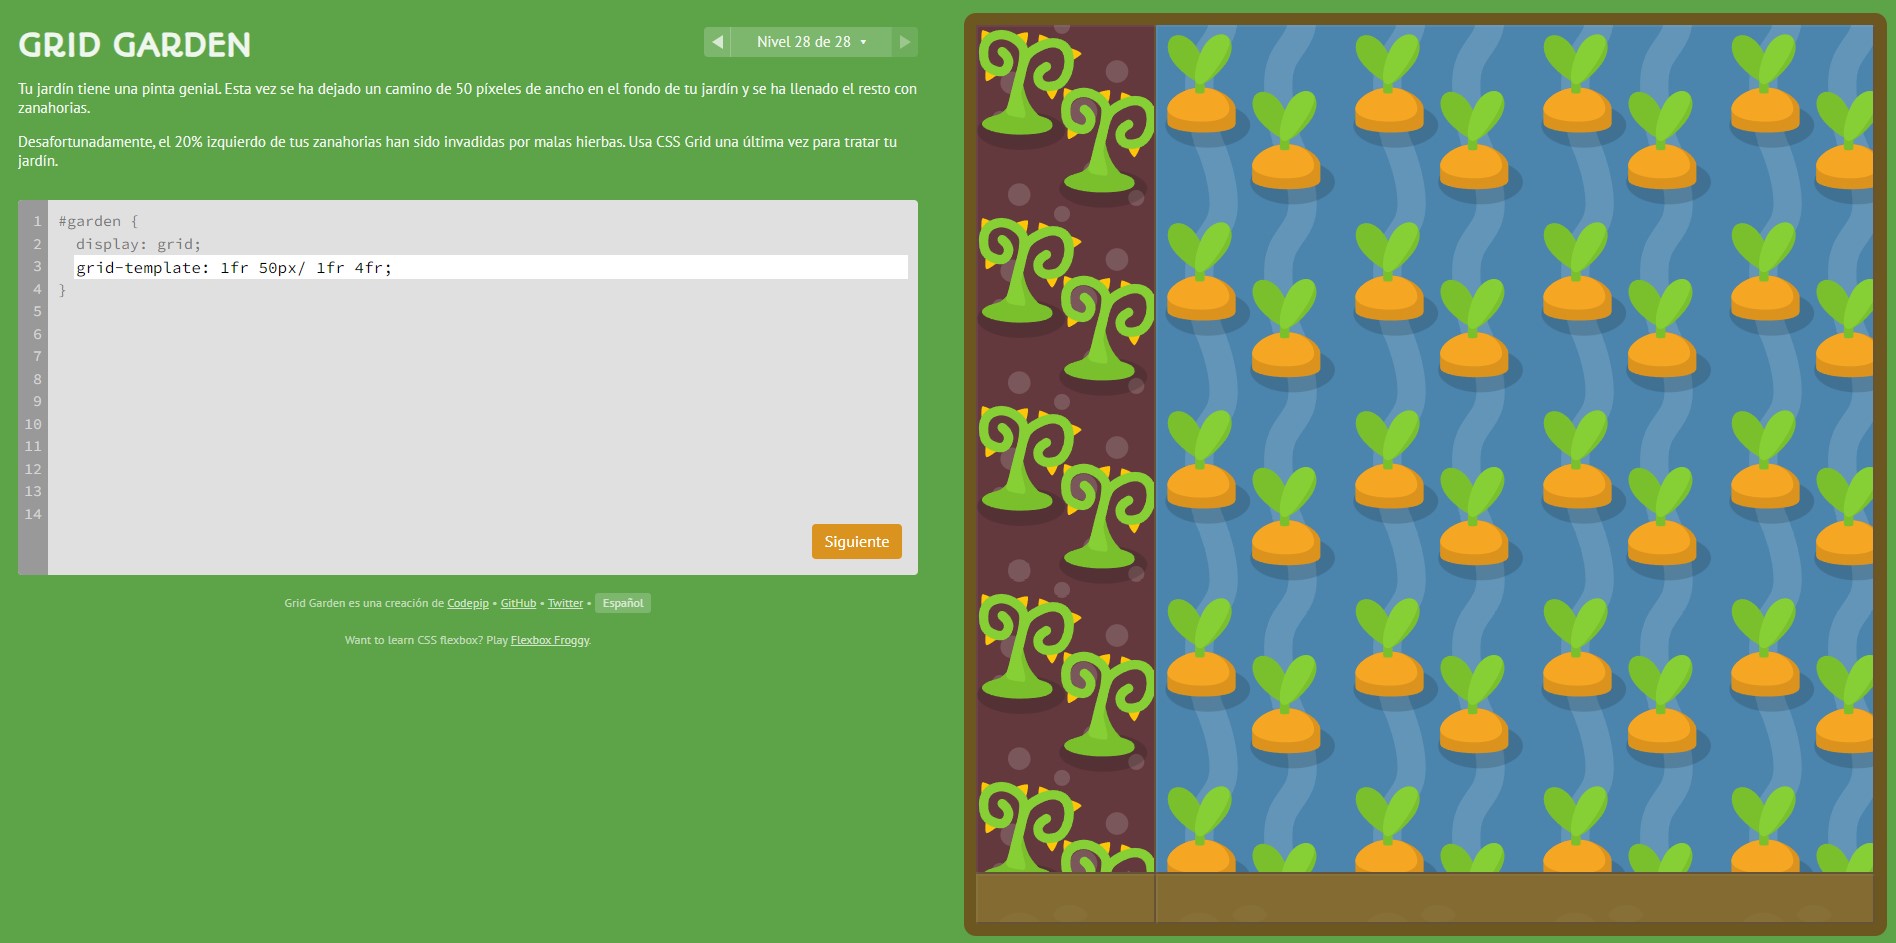 GRID GARDEN
Nivel 28 de 28
Tu jardín tiene una pinta genial. Esta vez se ha dejado un camino de 50 píxeles de ancho en el fondo de tu jardín y se ha llenado el resto con
zanahorias.
Desafortunadamente, el 20% izquierdo de tus zanahorias han sido invadidas por malas hierbas. Usa CSS Grid una última vez para tratar tu
jardín.
1 #garden {
2 display: grid;
3 grid-template: 1fr 50px/ 1fr 4fr;
4 }
5
6
7
8
9
10
11
12
13
14
Siguiente
Grid Garden es una creación de Codepip • GitHub • Twitter • Español
Want to learn CSS flexbox? Play Flexbox Froggy.